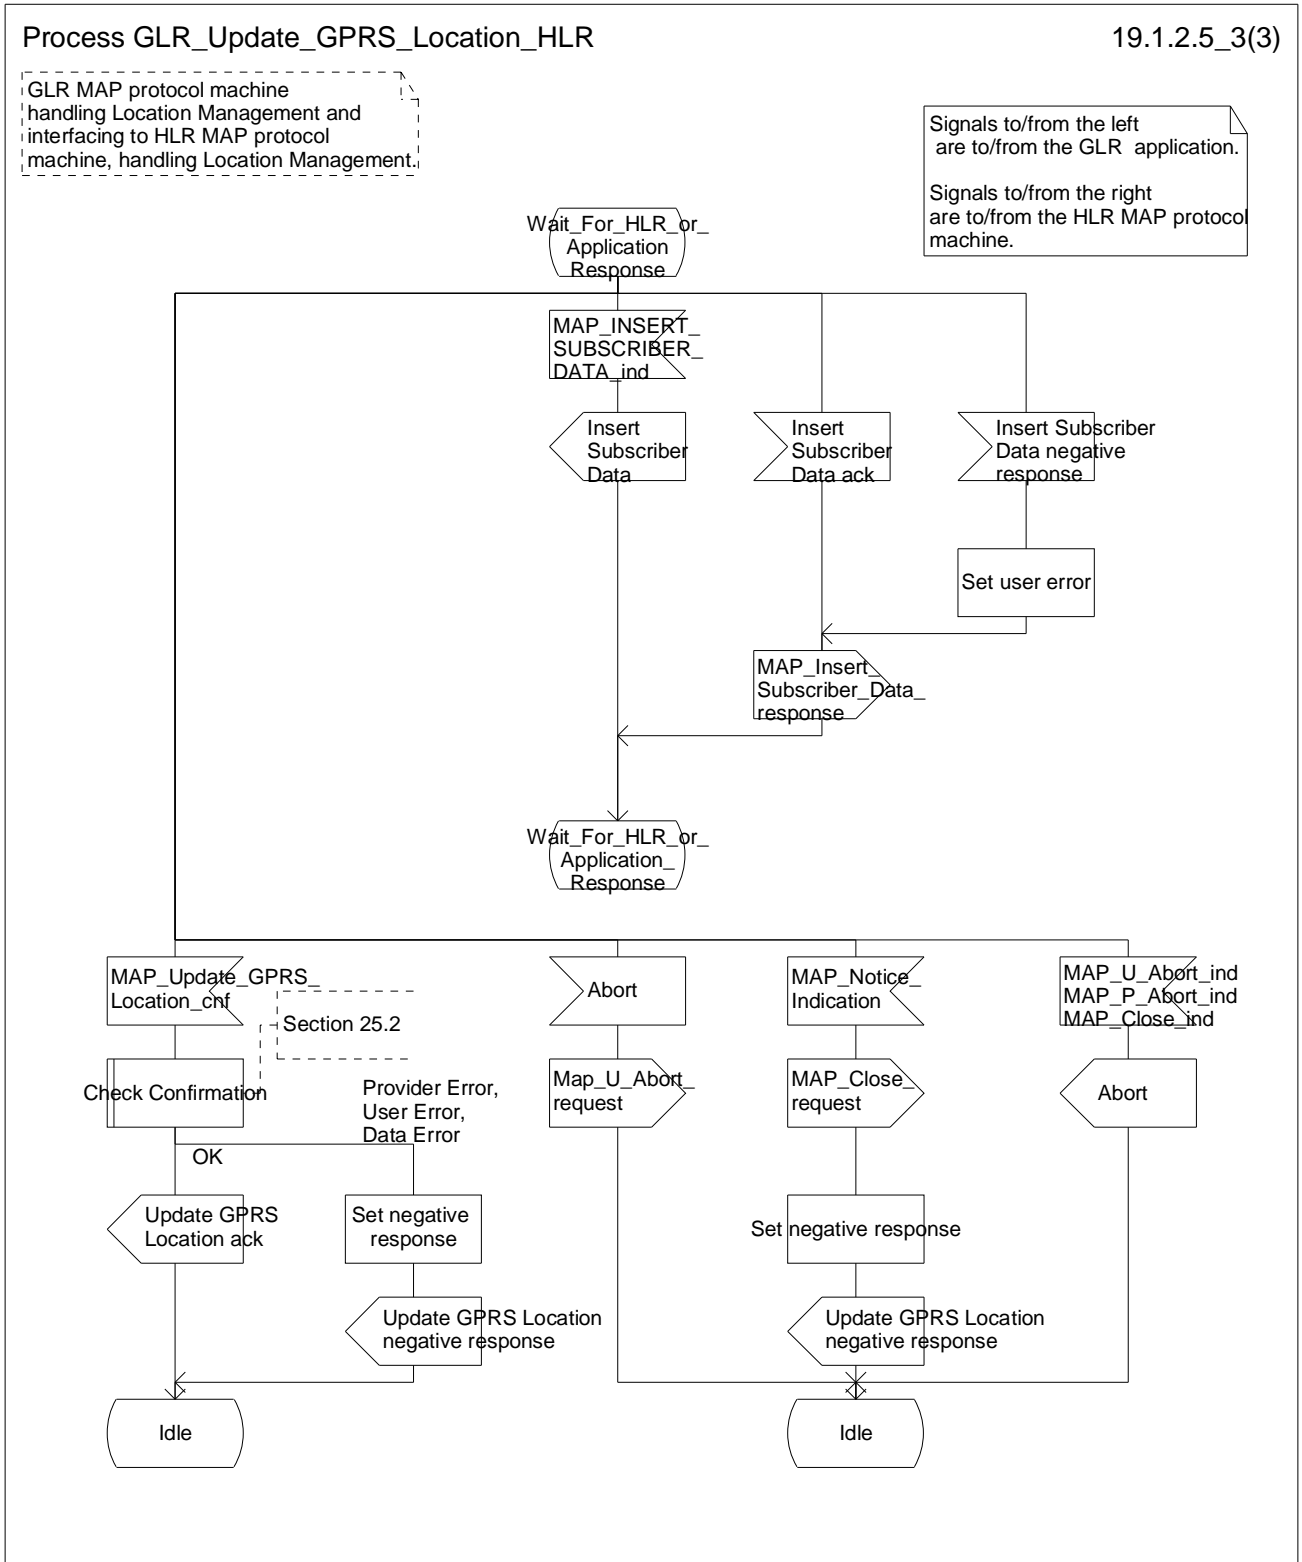 Process GLR_Update_GPRS_Location_HLR
19.1.2.5_3(3)
GLR MAP protocol machine
handling Location Management and
interfacing to HLR MAP protocol
machine, handling Location Management.
Signals to/from the left
are to/from the GLR application.
Signals to/from the right
are to/from the HLR MAP protocol
machine.
Wait_For_HLR_or_
Application
Response
MAP_INSERT_
SUBSCRIBER_
DATA_ind
Insert
Subscriber
Data
Insert
Subscriber
Data ack
Insert Subscriber
Data negative
response
Set user error
MAP_Insert_
Subscriber_Data_
response
Wait_For_HLR_or_
Application_
Response
MAP_Update_GPRS_
Location_cnf
Abort
MAP_Notice_
Indication
MAP_U_Abort_ind
MAP_P_Abort_ind
MAP_Close_ind
Section 25.2
Check Confirmation
Provider Error,
User Error,
Data Error
Map_U_Abort_
request
MAP_Close_
request
Abort
OK
Update GPRS
Location ack
Set negative
response
Set negative response
Update GPRS Location
negative response
Update GPRS Location
negative response
Idle
Idle